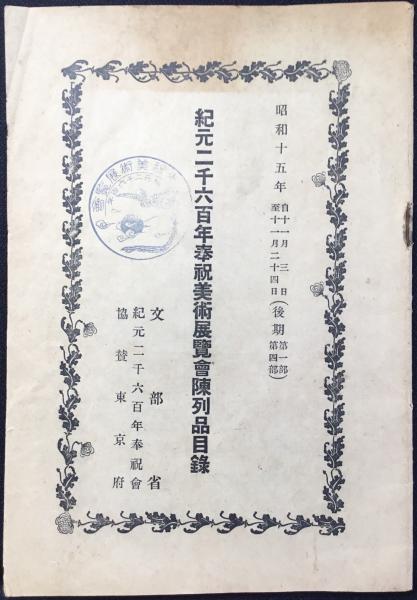 昭和十五年 自十一月三日 至十一月二十四日 (後期 第一部 第四部)
紀元二千六百年奉祝美術展覽會陳列品目錄
文部省
紀元二千六百年奉祝會
協贊東京府